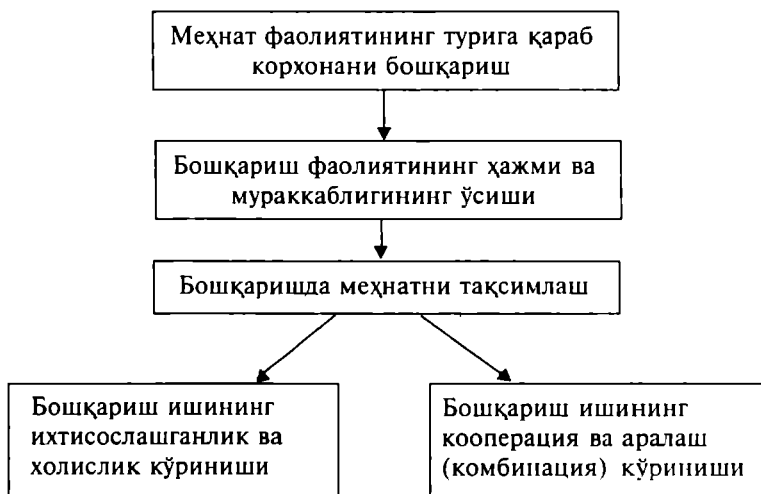 Меҳнат фаолиятининг турига қараб
корхонани бошқариш
Бошқариш фаолиятининг ҳажми ва
мураккаблигининг ўсиши
Бошқаришда меҳнатни тақсимлаш
Бошқариш ишининг
ихтисослашганлик ва
холислик кўриниши
Бошқариш ишининг
кооперация ва аралаш
(комбинация) кўриниши